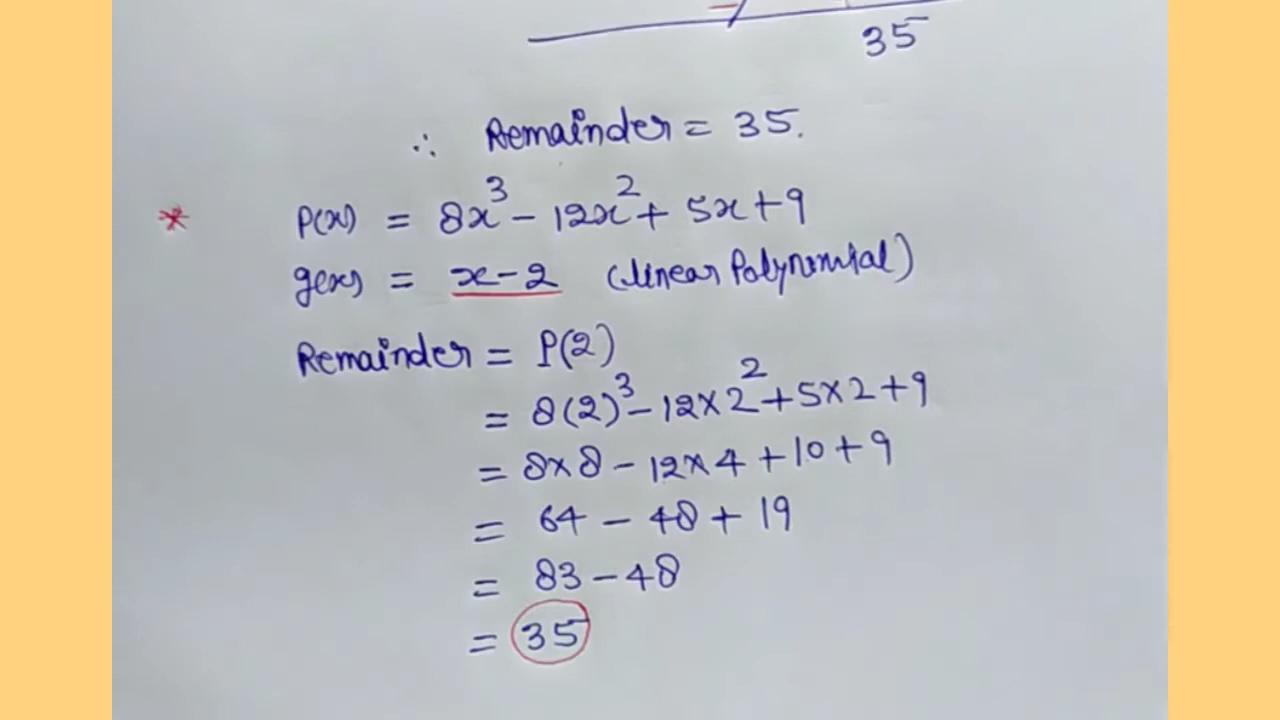 35
∴ Remainder = 35.
* P(x) = 8x³ - 12x² + 5x + 9
g(x) = x - 2 (linear Polynomial)
Remainder = P(2)
= 8(2)³ - 12 × 2² + 5 × 2 + 9
= 8 × 8 - 12 × 4 + 10 + 9
= 64 - 48 + 19
= 83 - 48
= 35